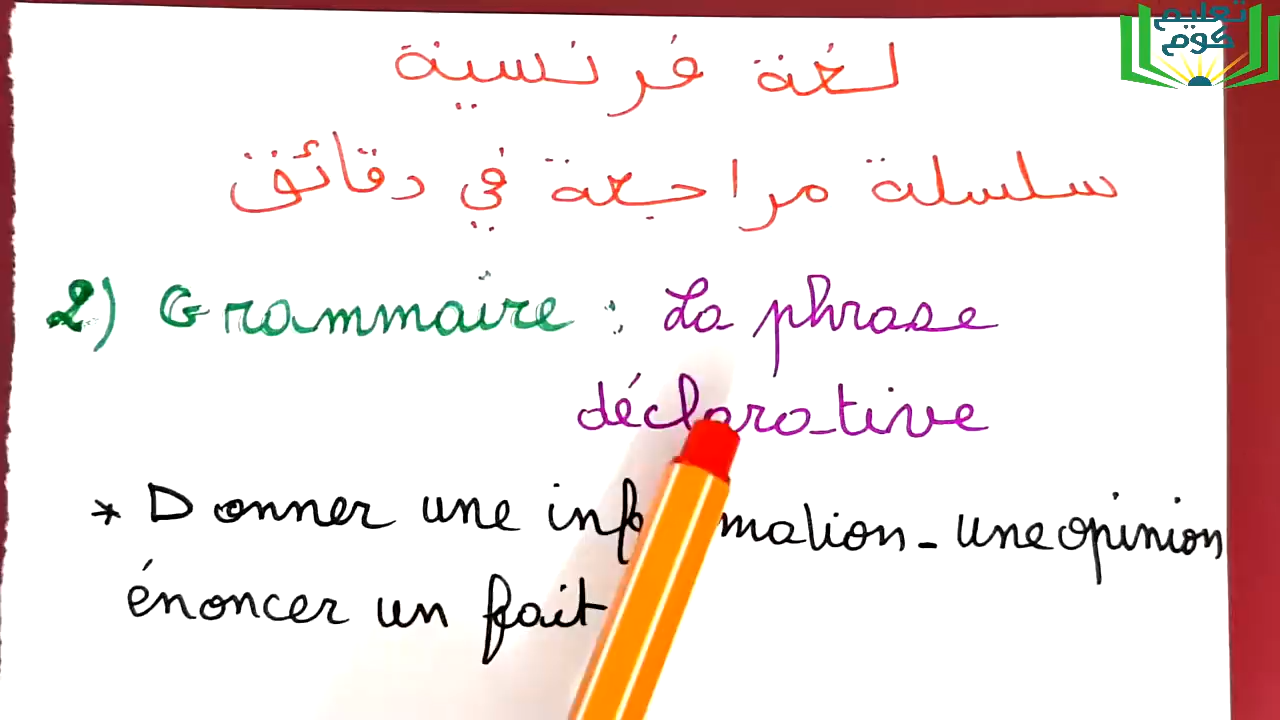 تعليم
كوم
لغة فرنسية
سلسلة مراجعة في دقائق
2) Grammaire : La phrase
déclarative
* Donner une information - une opinion
énoncer un fait